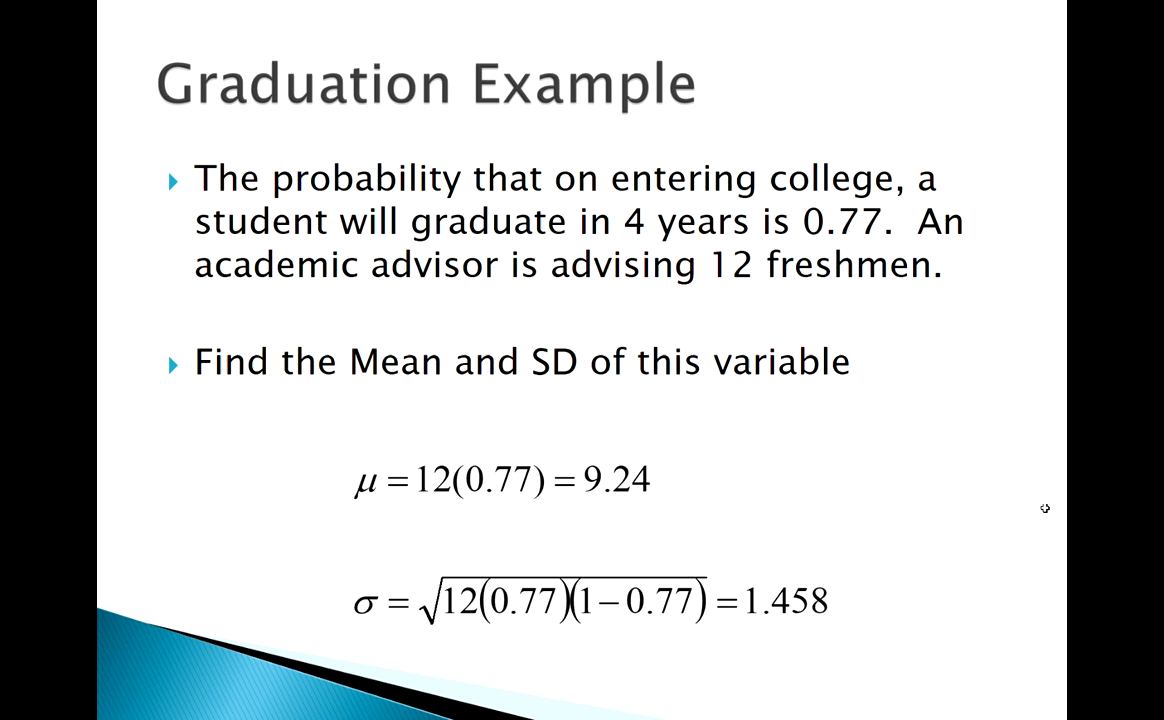 Graduation Example
The probability that on entering college, a
student will graduate in 4 years is 0.77. An
academic advisor is advising 12 freshmen.
Find the Mean and SD of this variable
μ = 12(0.77) = 9.24
σ = √12(0.77)(1−0.77) = 1.458